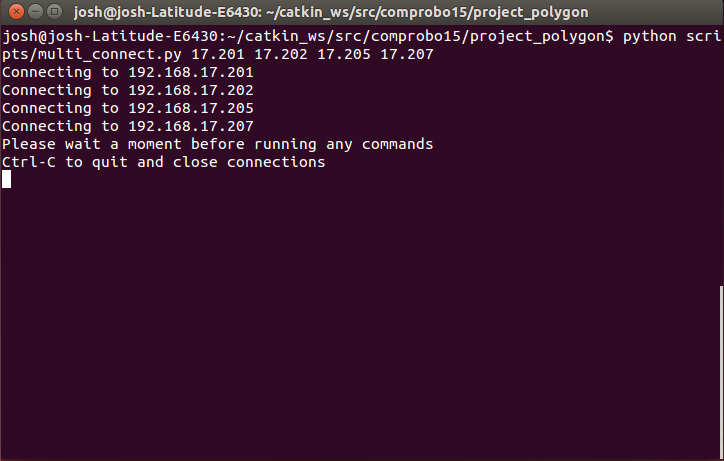 josh@josh-Latitude-E6430: ~/catkin_ws/src/comprobo15/project_polygon
josh@josh-Latitude-E6430:~/catkin_ws/src/comprobo15/project_polygon$ python scri
pts/multi_connect.py 17.201 17.202 17.205 17.207
Connecting to 192.168.17.201
Connecting to 192.168.17.202
Connecting to 192.168.17.205
Connecting to 192.168.17.207
Please wait a moment before running any commands
Ctrl-C to quit and close connections